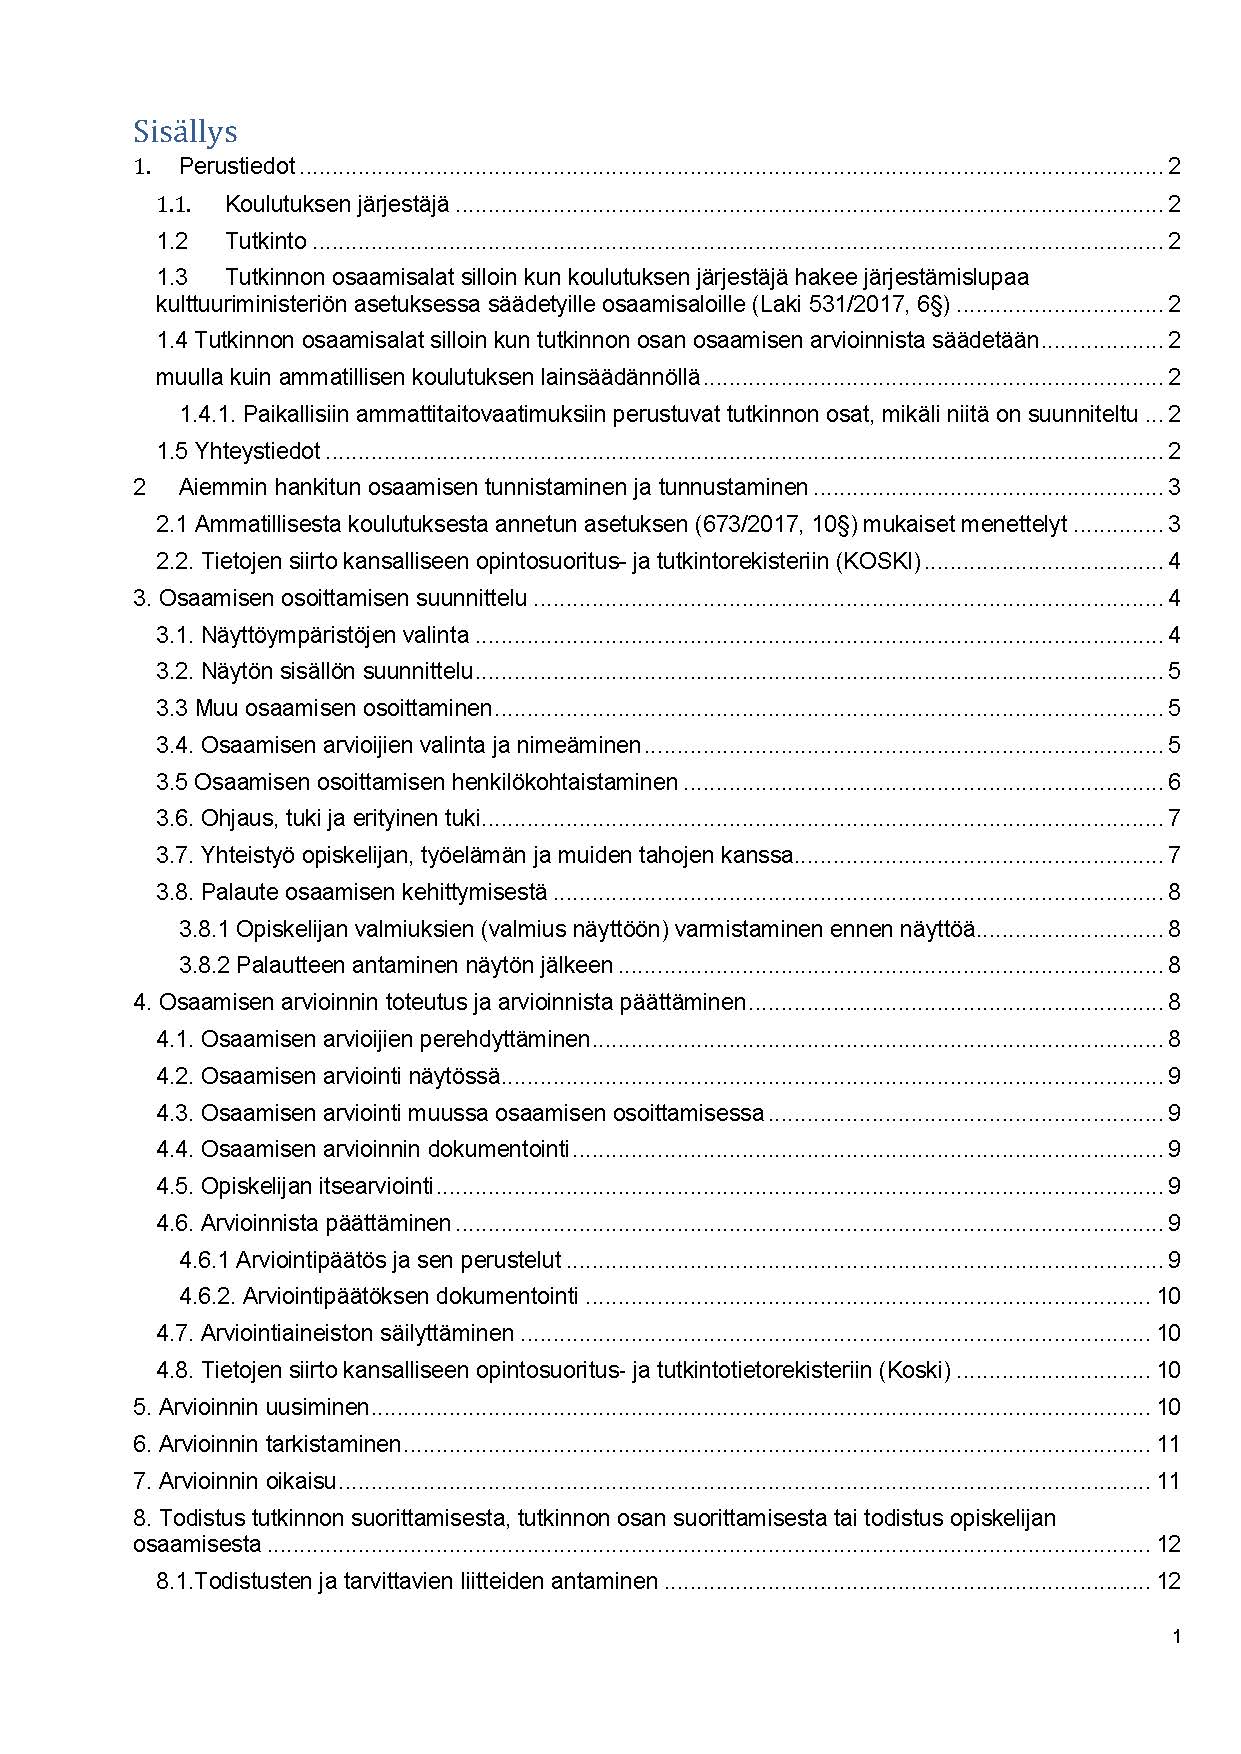 Sisällys
1. Perustiedot ........ 2
1.1. Koulutuksen järjestäjä ........ 2
1.2 Tutkinto ........ 2
1.3 Tutkinnon osaamisalat silloin kun koulutuksen järjestäjä hakee järjestämislupaa
kulttuuriministeriön asetuksessa säädetyille osaamisaloille (Laki 531/2017, 6§) ........ 2
1.4 Tutkinnon osaamisalat silloin kun tutkinnon osan osaamisen arvioinnista säädetään ........ 2
muulla kuin ammatillisen koulutuksen lainsäädännöllä ........ 2
1.4.1. Paikallisiin ammattitaitovaatimuksiin perustuvat tutkinnon osat, mikäli niitä on suunniteltu ... 2
1.5 Yhteystiedot ........ 2
2 Aiemmin hankitun osaamisen tunnistaminen ja tunnustaminen ........ 3
2.1 Ammatillisesta koulutuksesta annetun asetuksen (673/2017, 10§) mukaiset menettelyt ........ 3
2.2. Tietojen siirto kansalliseen opintosuoritus- ja tutkintorekisteriin (KOSKI) ........ 4
3. Osaamisen osoittamisen suunnittelu ........ 4
3.1. Näyttöympäristöjen valinta ........ 4
3.2. Näytön sisällön suunnittelu ........ 5
3.3 Muu osaamisen osoittaminen ........ 5
3.4. Osaamisen arvioijien valinta ja nimeäminen ........ 5
3.5 Osaamisen osoittamisen henkilökohtaistaminen ........ 6
3.6. Ohjaus, tuki ja erityinen tuki ........ 7
3.7. Yhteistyö opiskelijan, työelämän ja muiden tahojen kanssa ........ 7
3.8. Palaute osaamisen kehittymisestä ........ 8
3.8.1 Opiskelijan valmiuksien (valmius näyttöön) varmistaminen ennen näyttöä ........ 8
3.8.2 Palautteen antaminen näytön jälkeen ........ 8
4. Osaamisen arvioinnin toteutus ja arvioinnista päättäminen ........ 8
4.1. Osaamisen arvioijien perehdyttäminen ........ 8
4.2. Osaamisen arviointi näytössä ........ 9
4.3. Osaamisen arviointi muussa osaamisen osoittamisessa ........ 9
4.4. Osaamisen arvioinnin dokumentointi ........ 9
4.5. Opiskelijan itsearviointi ........ 9
4.6. Arvioinnista päättäminen ........ 9
4.6.1 Arviointipäätös ja sen perustelut ........ 9
4.6.2. Arviointipäätöksen dokumentointi ........ 10
4.7. Arviointiaineiston säilyttäminen ........ 10
4.8. Tietojen siirto kansalliseen opintosuoritus- ja tutkintotietorekisteriin (Koski) ........ 10
5. Arvioinnin uusiminen ........ 10
6. Arvioinnin tarkistaminen ........ 11
7. Arvioinnin oikaisu ........ 11
8. Todistus tutkinnon suorittamisesta, tutkinnon osan suorittamisesta tai todistus opiskelijan
osaamisesta ........ 12
8.1.Todistusten ja tarvittavien liitteiden antaminen ........ 12
1